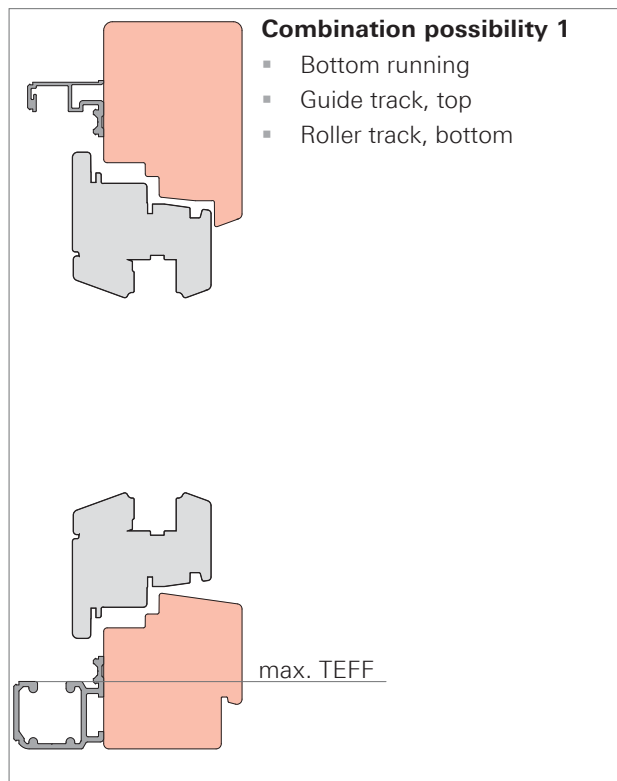 Combination possibility 1
▪ Bottom running
▪ Guide track, top
▪ Roller track, bottom
max. TEFF